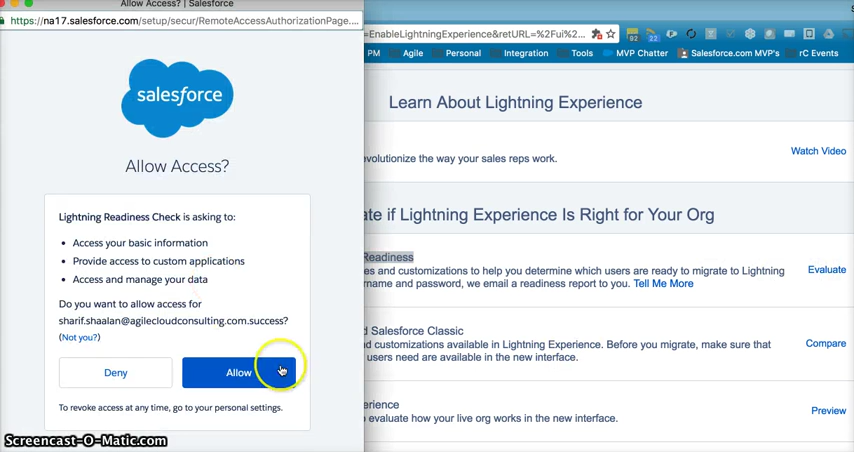 Allow Access? | Salesforce
https://na17.salesforce.com/setup/secur/RemoteAccessAuthorizationPage....
salesforce
Allow Access?
Lightning Readiness Check is asking to:
• Access your basic information
• Provide access to custom applications
• Access and manage your data
Do you want to allow access for
sharif.shaalan@agilecloudconsulting.com.success?
(Not you?)
Deny
Allow
To revoke access at any time, go to your personal settings.
=EnableLightningExperience&retURL=%2Fui%2...
PM Agile Personal Integration Tools MVP Chatter Salesforce.com MVP's rC Events
Learn About Lightning Experience
evolutionize the way your sales reps work.
Watch Video
ate if Lightning Experience Is Right for Your Org
Readiness
es and customizations to help you determine which users are ready to migrate to Lightning
rname and password, we email a readiness report to you. Tell Me More
Evaluate
d Salesforce Classic
d customizations available in Lightning Experience. Before you migrate, make sure that
users need are available in the new interface.
Compare
xperience
o evaluate how your live org works in the new interface.
Preview
Screencast-O-Matic.com